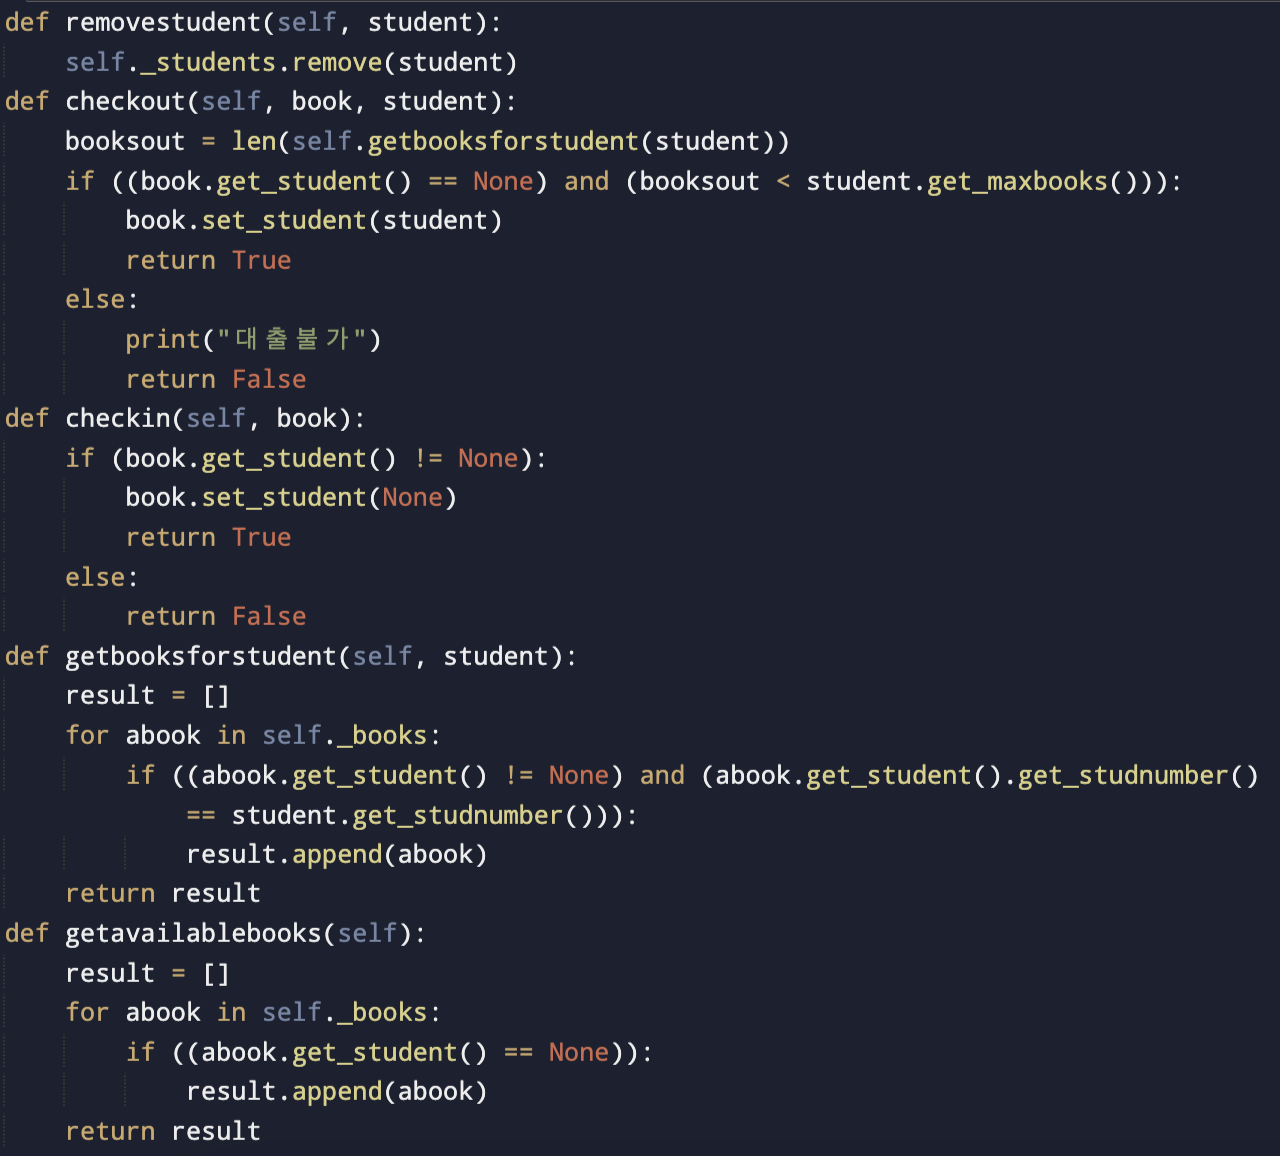 def removestudent(self, student):
    self._students.remove(student)
def checkout(self, book, student):
    booksout = len(self.getbooksforstudent(student))
    if ((book.get_student() == None) and (booksout < student.get_maxbooks())):
        book.set_student(student)
        return True
    else:
        print("대출불가")
        return False
def checkin(self, book):
    if (book.get_student() != None):
        book.set_student(None)
        return True
    else:
        return False
def getbooksforstudent(self, student):
    result = []
    for abook in self._books:
        if ((abook.get_student() != None) and (abook.get_student().get_studnumber()
            == student.get_studnumber())):
            result.append(abook)
    return result
def getavailablebooks(self):
    result = []
    for abook in self._books:
        if ((abook.get_student() == None)):
            result.append(abook)
    return result